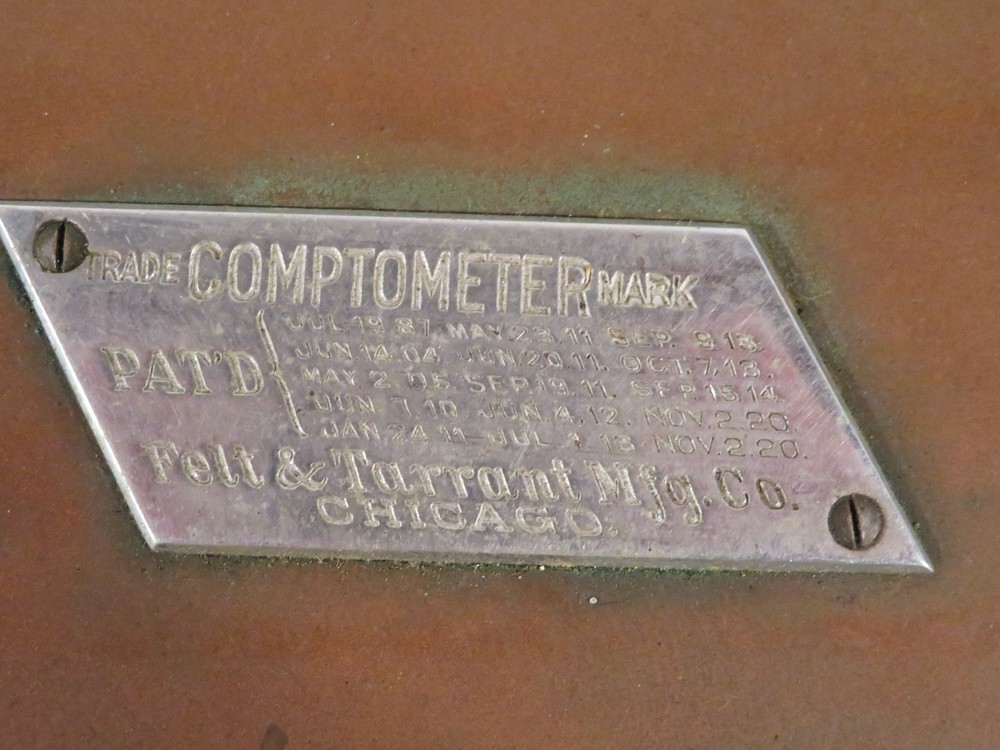 TRADE COMPTOMETER MARK
JUL.19.87. MAY.23.11. SEP. 9.13.
JUN.14.04. JUN.20.11. OCT.7,13.
PAT'D
MAY. 2.05. SEP.19.11. SEP.15.14.
JUN 7.10 JUN.4.12. NOV.2.20.
JAN.24 11— JUL 13 NOV.2.20.
Felt & Tarrant Mfg.Co.
CHICAGO.